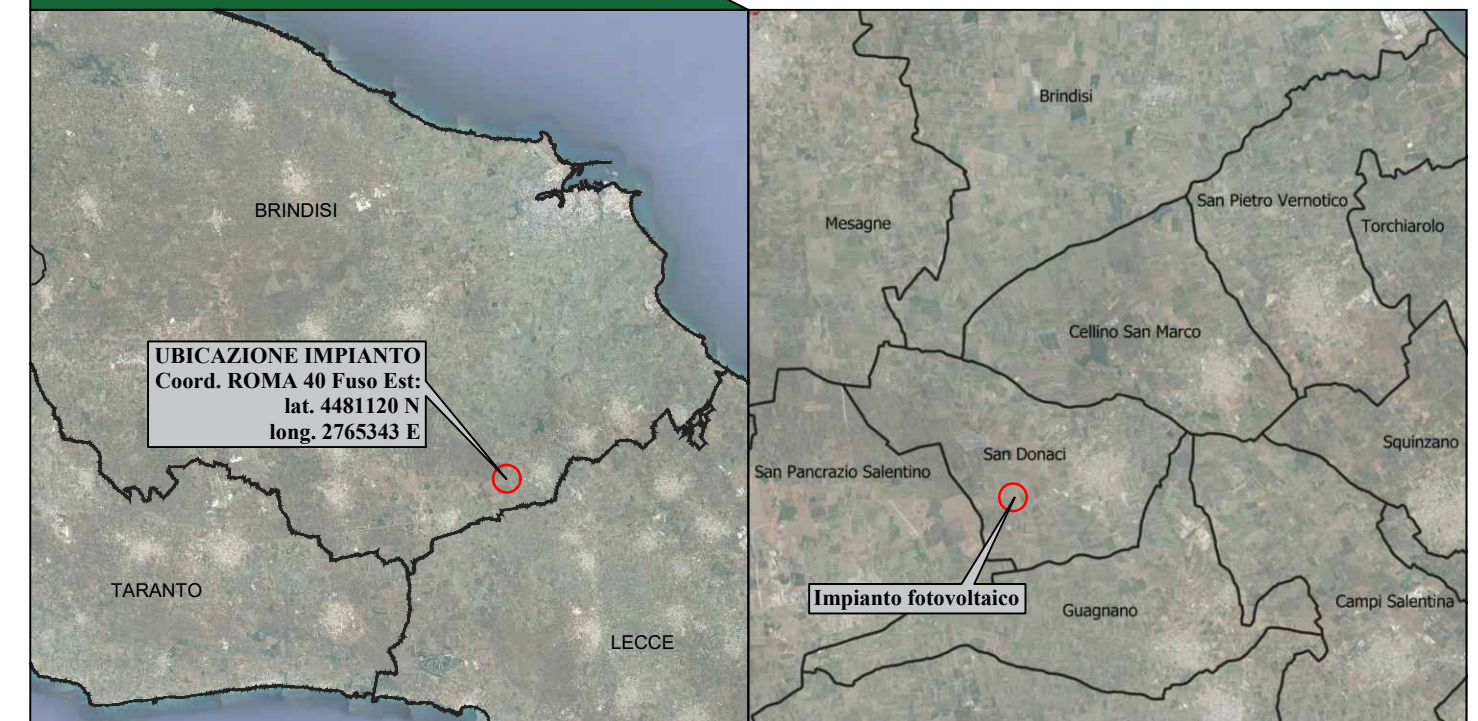 BRINDISI
UBICAZIONE IMPIANTO
Coord. ROMA 40 Fuso Est:
lat. 4481120 N
long. 2765343 E
TARANTO
LECCE
Brindisi
Mesagne
San Pietro Vernotico
Torchiarolo
Cellino San Marco
San Donaci
San Pancrazio Salentino
Squinzano
Impianto fotovoltaico
Guagnano
Campi Salentina